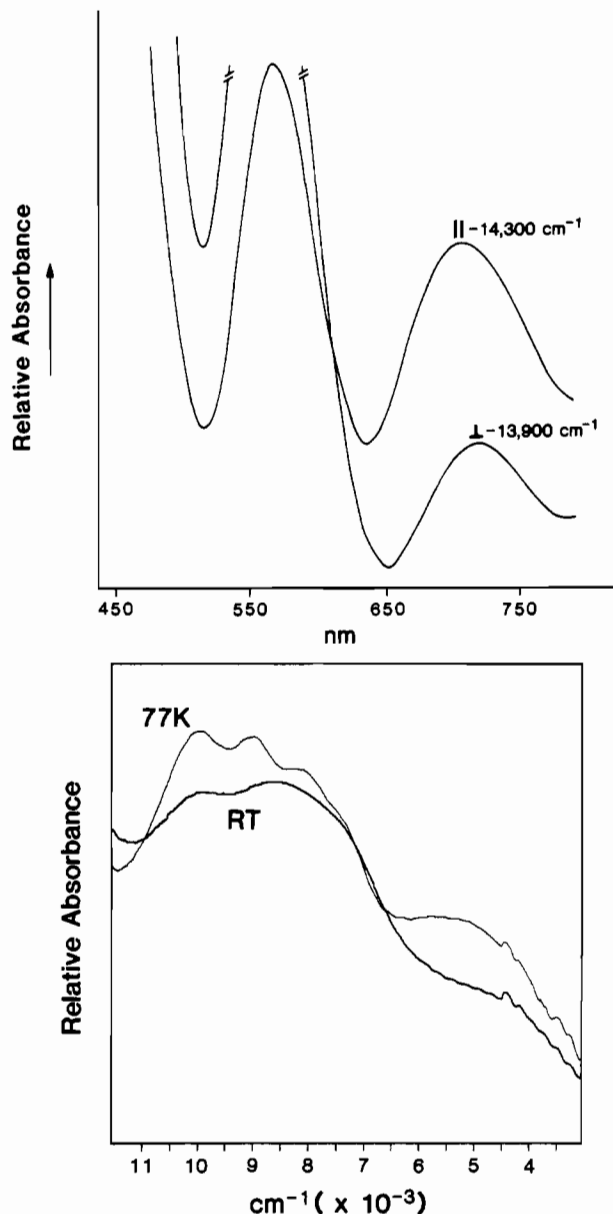 Relative Absorbance
|| -14,300 cm⁻¹
⊥ -13,900 cm⁻¹
450 550 650 750
nm
Relative Absorbance
77K
RT
11 10 9 8 7 6 5 4
cm⁻¹ ( x 10⁻³)